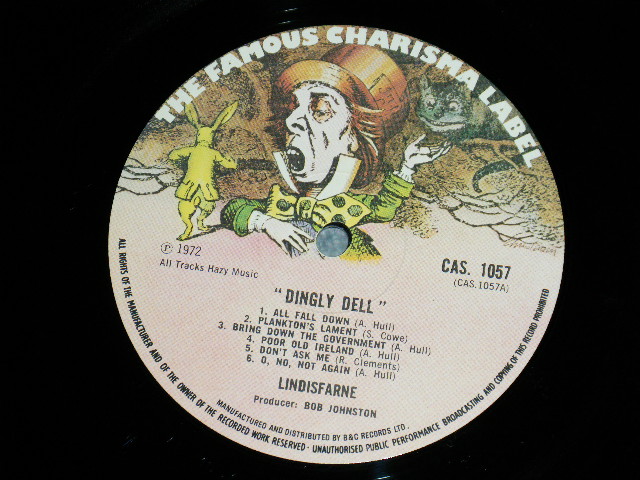 THE FAMOUS CHARISMA LABEL
℗ 1972
All Tracks Hazy Music
CAS. 1057
(CAS.1057A)
"DINGLY DELL"
1. ALL FALL DOWN (A. Hull)
2. PLANKTON'S LAMENT (S. Cowe)
3. BRING DOWN THE GOVERNMENT (A. Hull)
4. POOR OLD IRELAND (A. Hull)
5. DON'T ASK ME (R. Clements)
6. O, NO, NOT AGAIN (A. Hull)
LINDISFARNE
Producer: BOB JOHNSTON
MANUFACTURED AND DISTRIBUTED BY B&C RECORDS LTD.
ALL RIGHTS OF THE MANUFACTURER AND OF THE OWNER OF THE RECORDED WORK RESERVED · UNAUTHORISED PUBLIC PERFORMANCE BROADCASTING AND COPYING OF THIS RECORD PROHIBITED